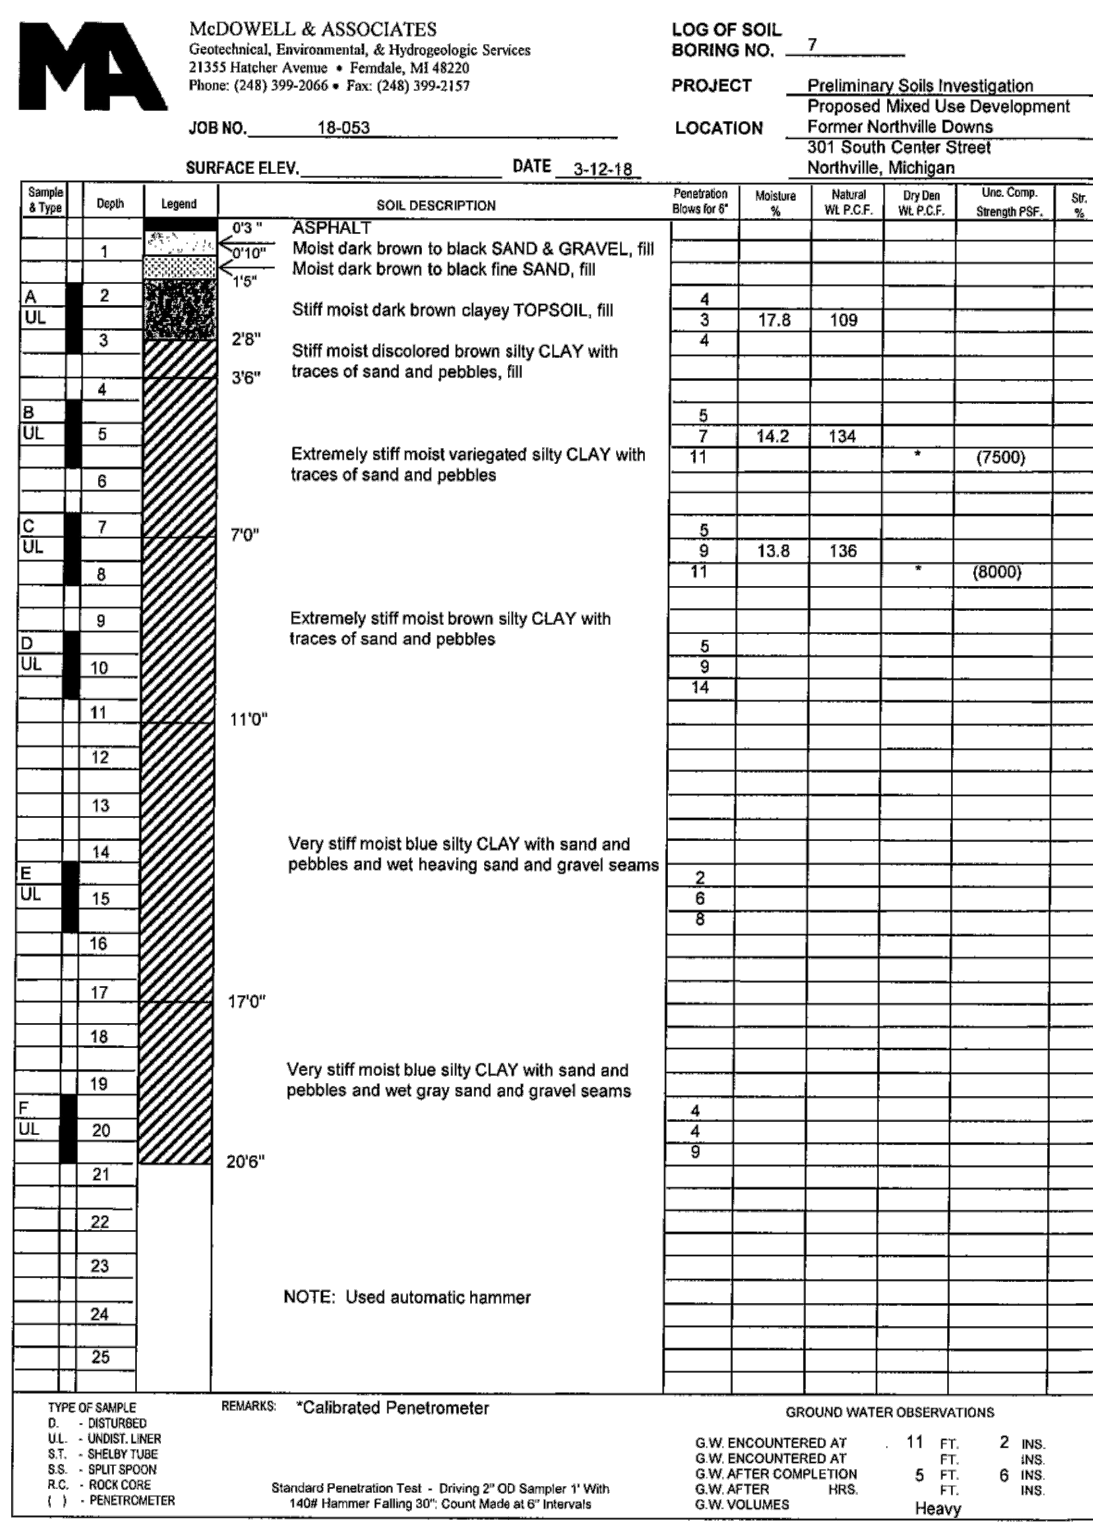 MA
McDOWELL & ASSOCIATES
Geotechnical, Environmental, & Hydrogeologic Services
21355 Hatcher Avenue • Ferndale, MI 48220
Phone: (248) 399-2066 • Fax: (248) 399-2157
JOB NO. 18-053
SURFACE ELEV. DATE 3-12-18
LOG OF SOIL
BORING NO. 7
PROJECT Preliminary Soils Investigation
Proposed Mixed Use Development
LOCATION Former Northville Downs
301 South Center Street
Northville, Michigan
Sample & Type Depth Legend SOIL DESCRIPTION Penetration Blows for 6" Moisture % Natural Wt. P.C.F. Dry Den Wt. P.C.F. Unc. Comp. Strength PSF. Str. %
0'3" ASPHALT
Moist dark brown to black SAND & GRAVEL, fill
1 0'10"
Moist dark brown to black fine SAND, fill
1'5"
A 2 4
UL Stiff moist dark brown clayey TOPSOIL, fill 3 17.8 109
3 2'8" 4
Stiff moist discolored brown silty CLAY with
traces of sand and pebbles, fill
3'6"
4
B 5
UL 5 7 14.2 134
Extremely stiff moist variegated silty CLAY with 11 * (7500)
traces of sand and pebbles
6
C 7 5
7'0"
UL 9 13.8 136
8 11 * (8000)
9 Extremely stiff moist brown silty CLAY with
traces of sand and pebbles
D 5
UL 10 9
14
11 11'0"
12
13
Very stiff moist blue silty CLAY with sand and
14
pebbles and wet heaving sand and gravel seams
E 2
UL 15 6
8
16
17 17'0"
18
Very stiff moist blue silty CLAY with sand and
19
pebbles and wet gray sand and gravel seams
F 4
UL 20 4
9
20'6"
21
22
23
NOTE: Used automatic hammer
24
25
TYPE OF SAMPLE
D. - DISTURBED
U.L. - UNDIST. LINER
S.T. - SHELBY TUBE
S.S. - SPLIT SPOON
R.C. - ROCK CORE
( ) - PENETROMETER
REMARKS: *Calibrated Penetrometer
Standard Penetration Test - Driving 2" OD Sampler 1' With
140# Hammer Falling 30"; Count Made at 6" Intervals
GROUND WATER OBSERVATIONS
G.W. ENCOUNTERED AT 11 FT. 2 INS.
G.W. ENCOUNTERED AT FT. INS.
G.W. AFTER COMPLETION 5 FT. 6 INS.
G.W. AFTER HRS. FT. INS.
G.W. VOLUMES Heavy